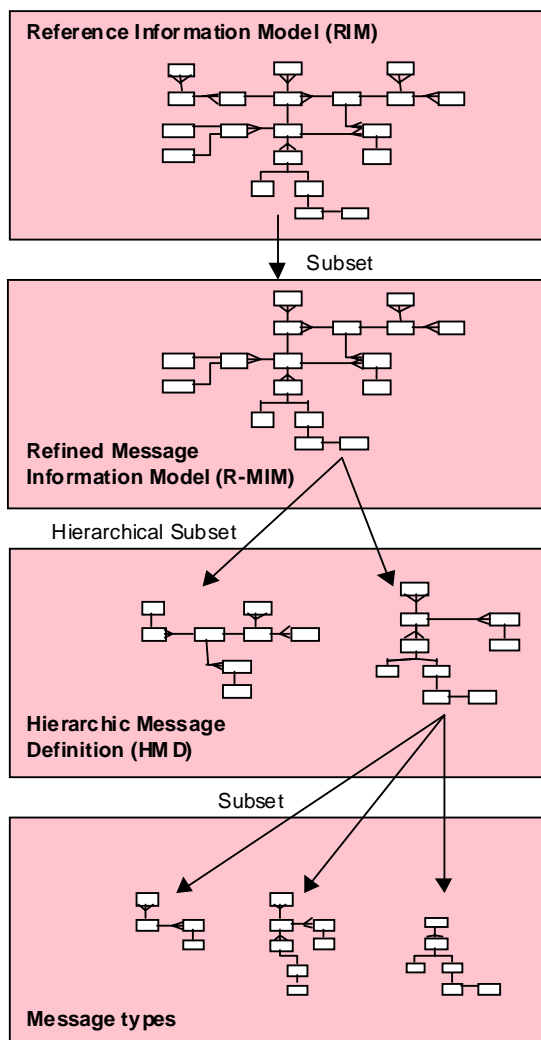 Reference Information Model (RIM)
Subset
Refined Message
Information Model (R-MIM)
Hierarchical Subset
Hierarchic Message
Definition (HMD)
Subset
Message types